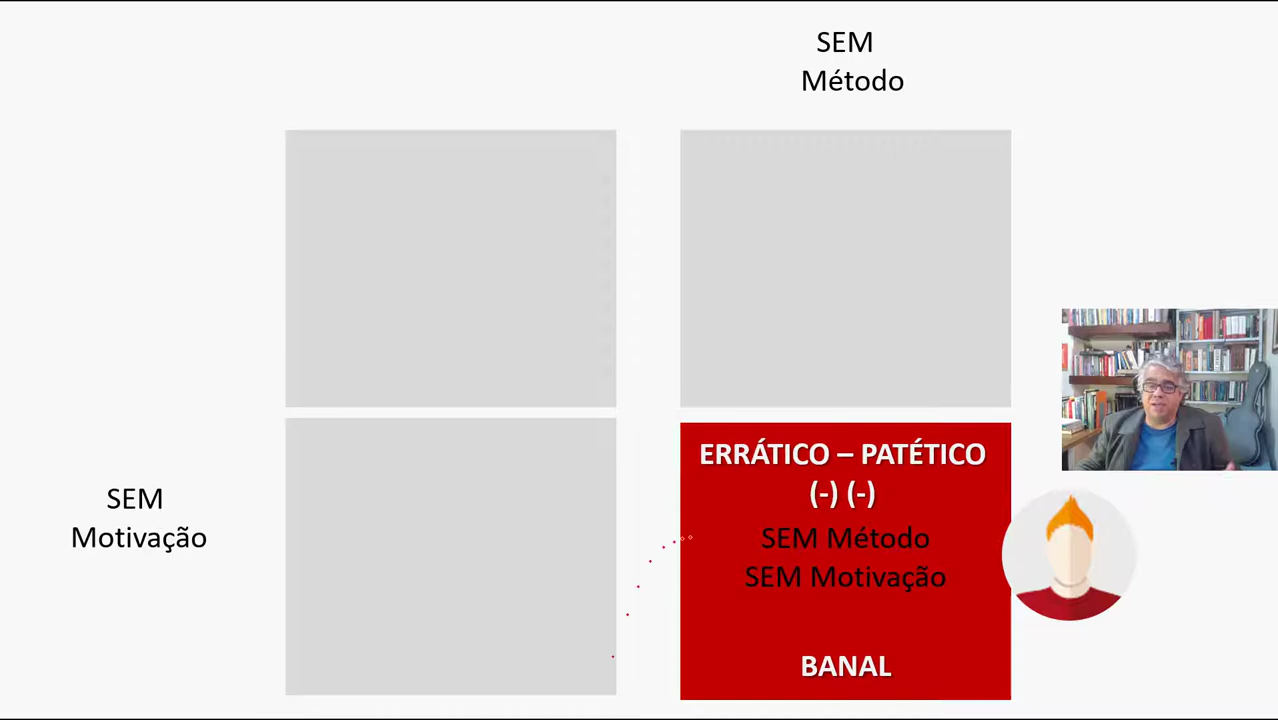 SEM
Método
SEM
Motivação
ERRÁTICO – PATÉTICO
(-) (-)
SEM Método
SEM Motivação
BANAL